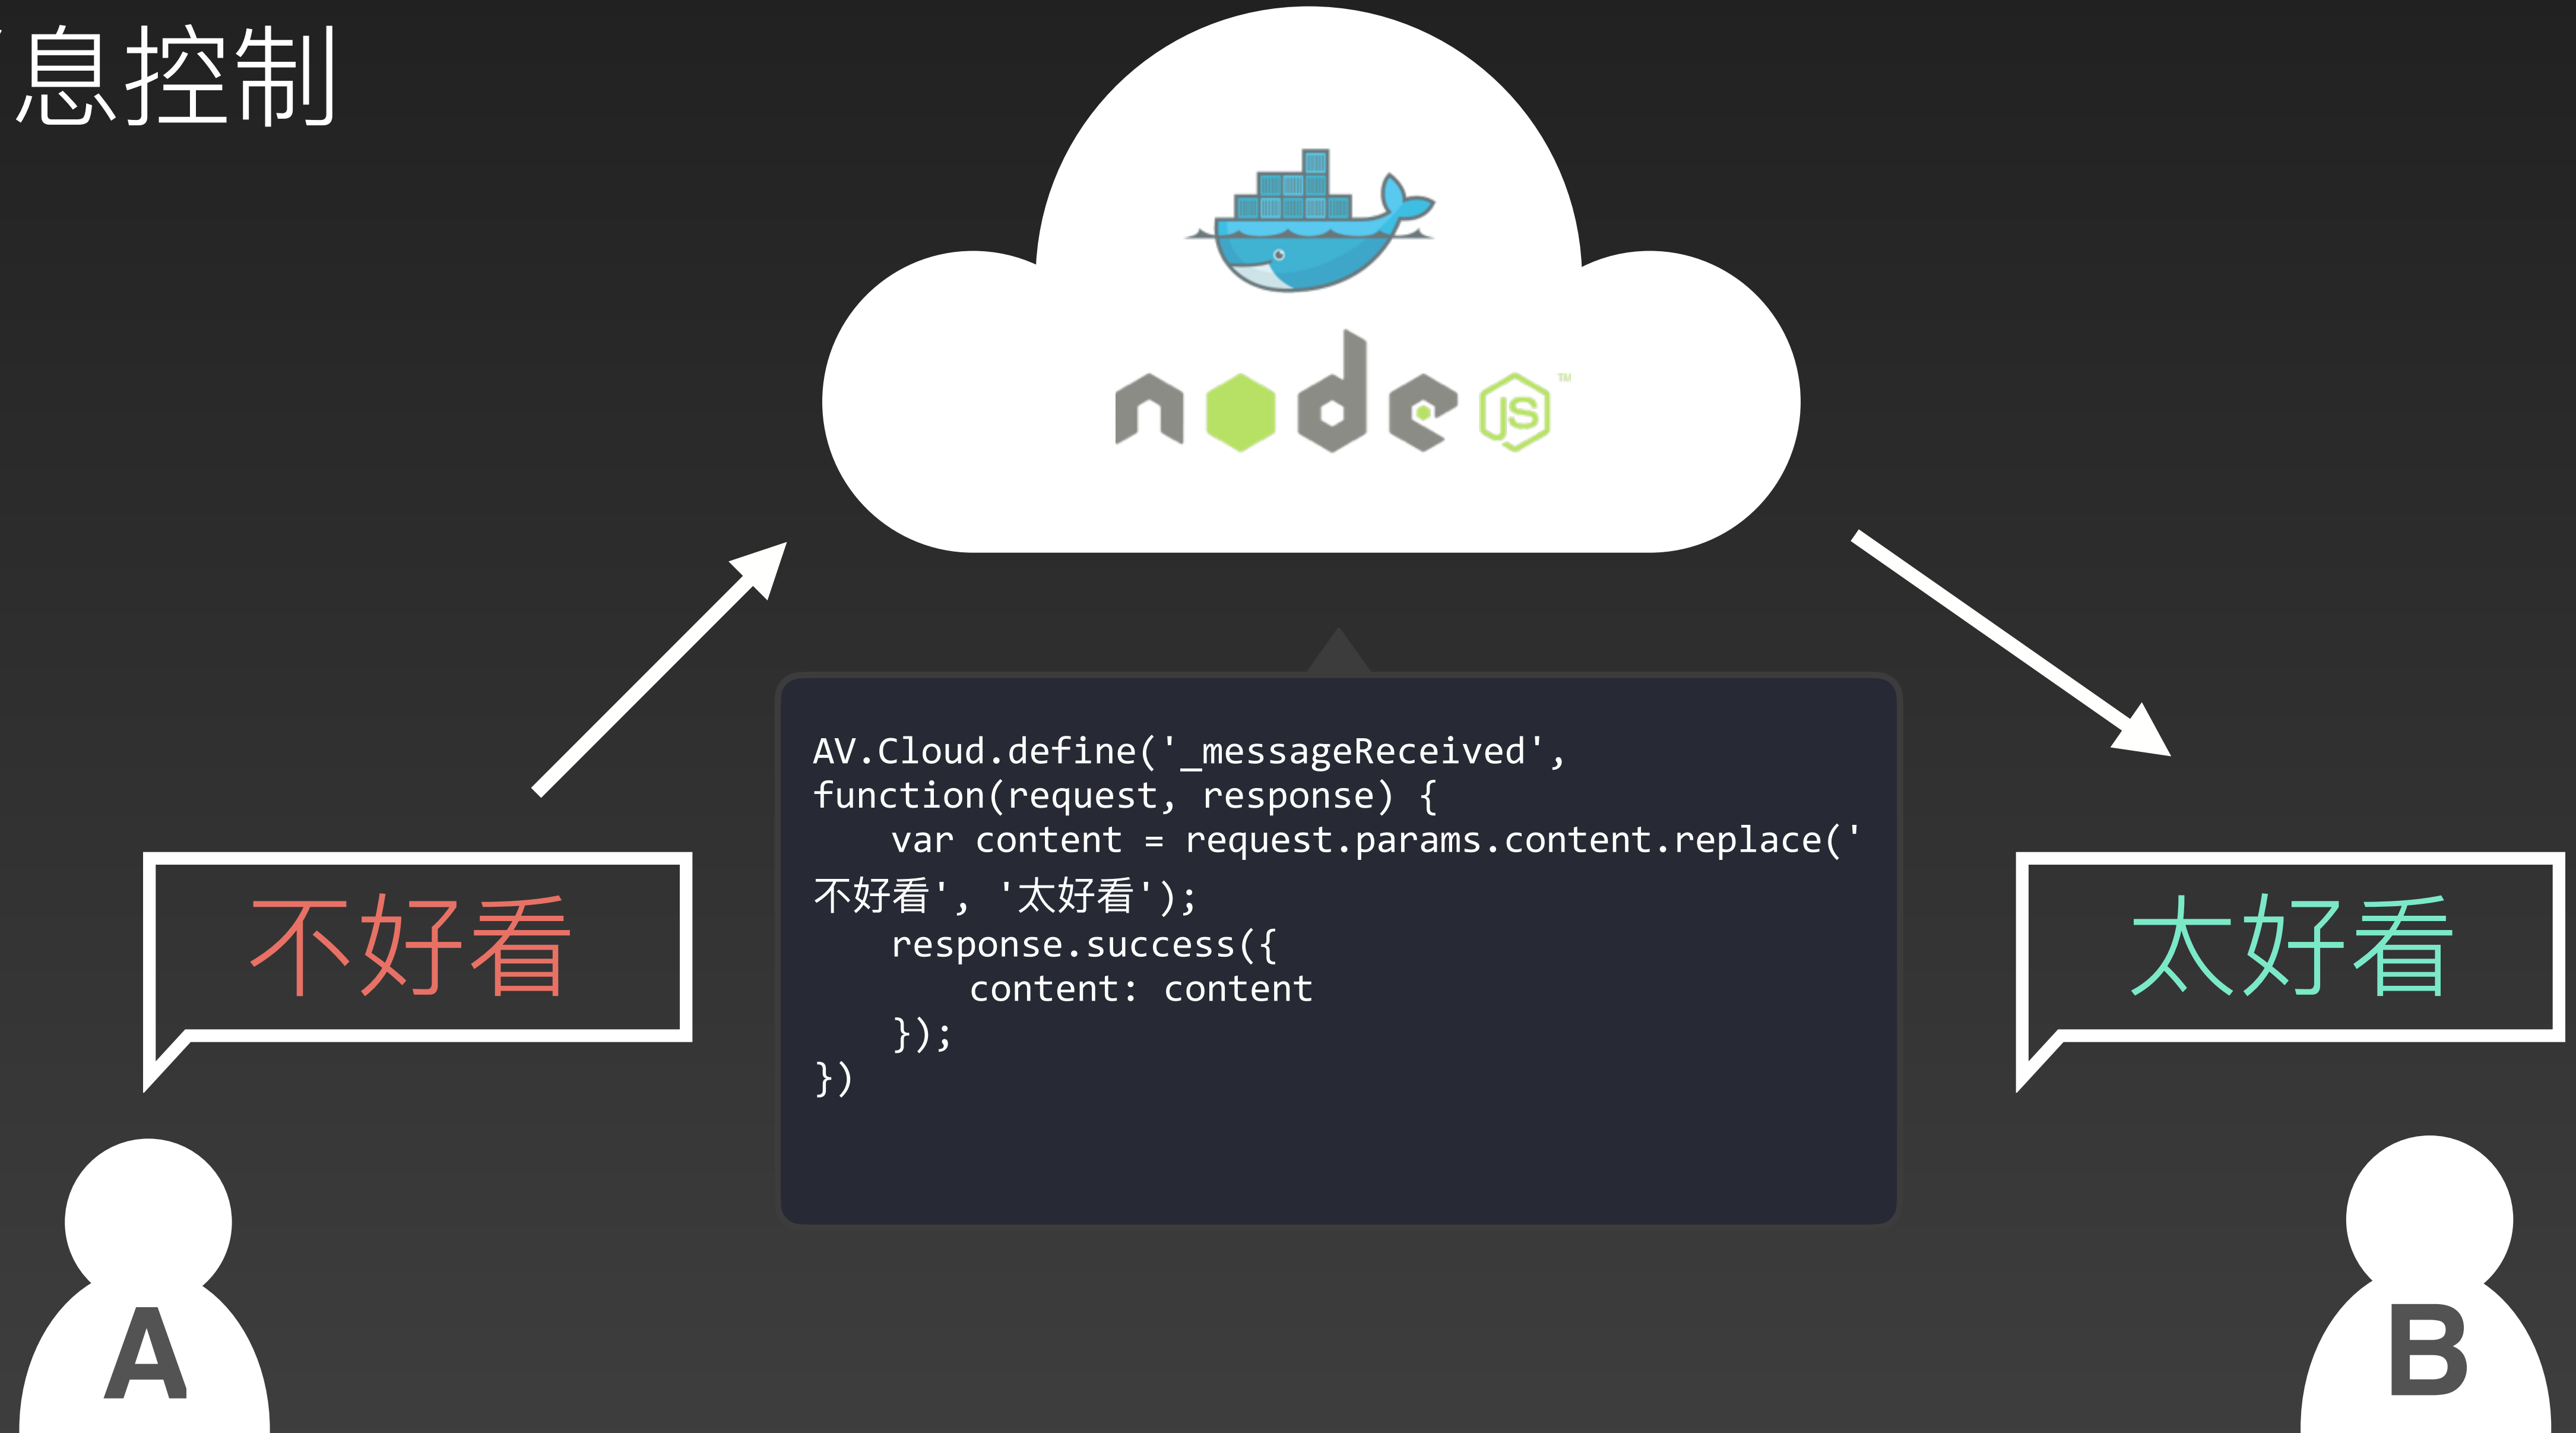 息控制
node JS ™
AV.Cloud.define('_messageReceived',
function(request, response) {
    var content = request.params.content.replace('
不好看', '太好看');
    response.success({
        content: content
    });
})
不好看
太好看
A
B